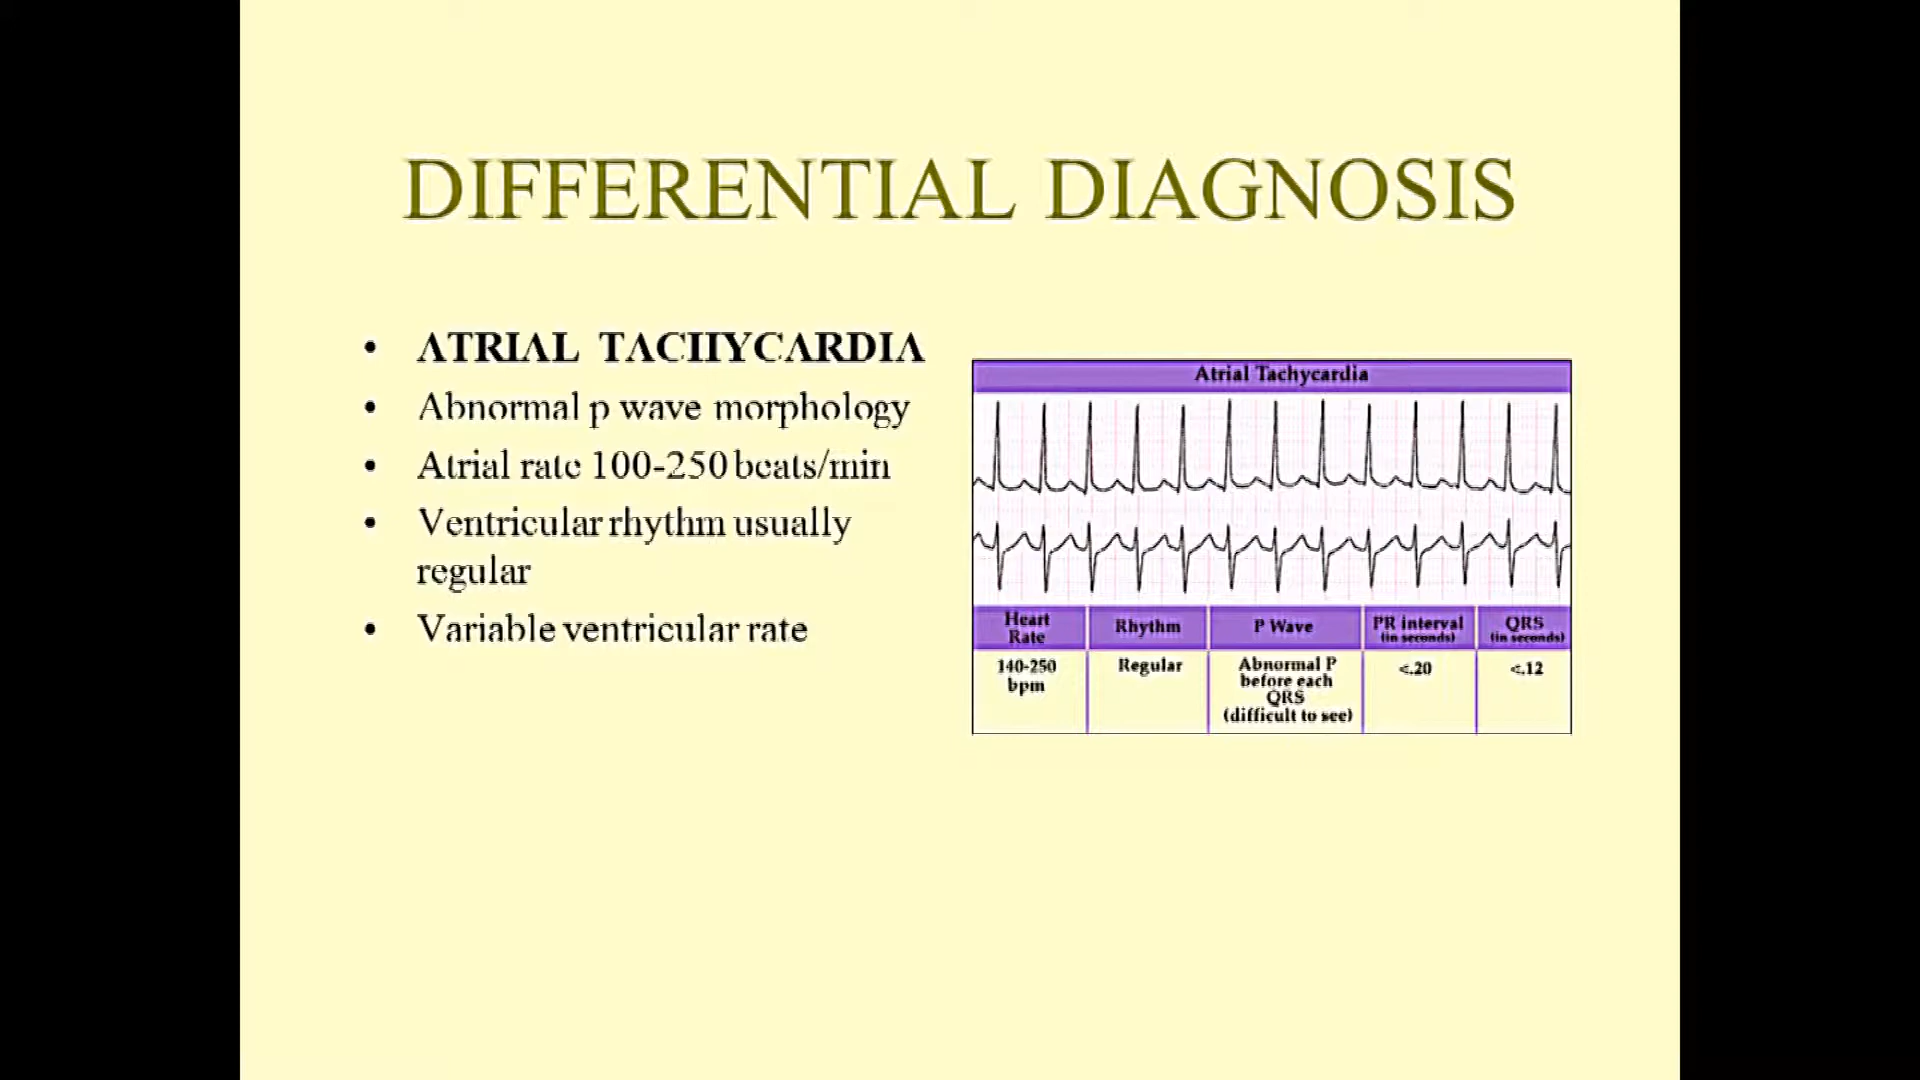 DIFFERENTIAL DIAGNOSIS
• ATRIAL TACHYCARDIA
• Abnormal p wave morphology
• Atrial rate 100-250 beats/min
• Ventricular rhythm usually
regular
• Variable ventricular rate
Atrial Tachycardia
Heart
Rate
Rhythm
P Wave
PR interval
(in seconds)
QRS
(in seconds)
140-250
bpm
Regular
Abnormal P
before each
QRS
(difficult to see)
<.20
<.12